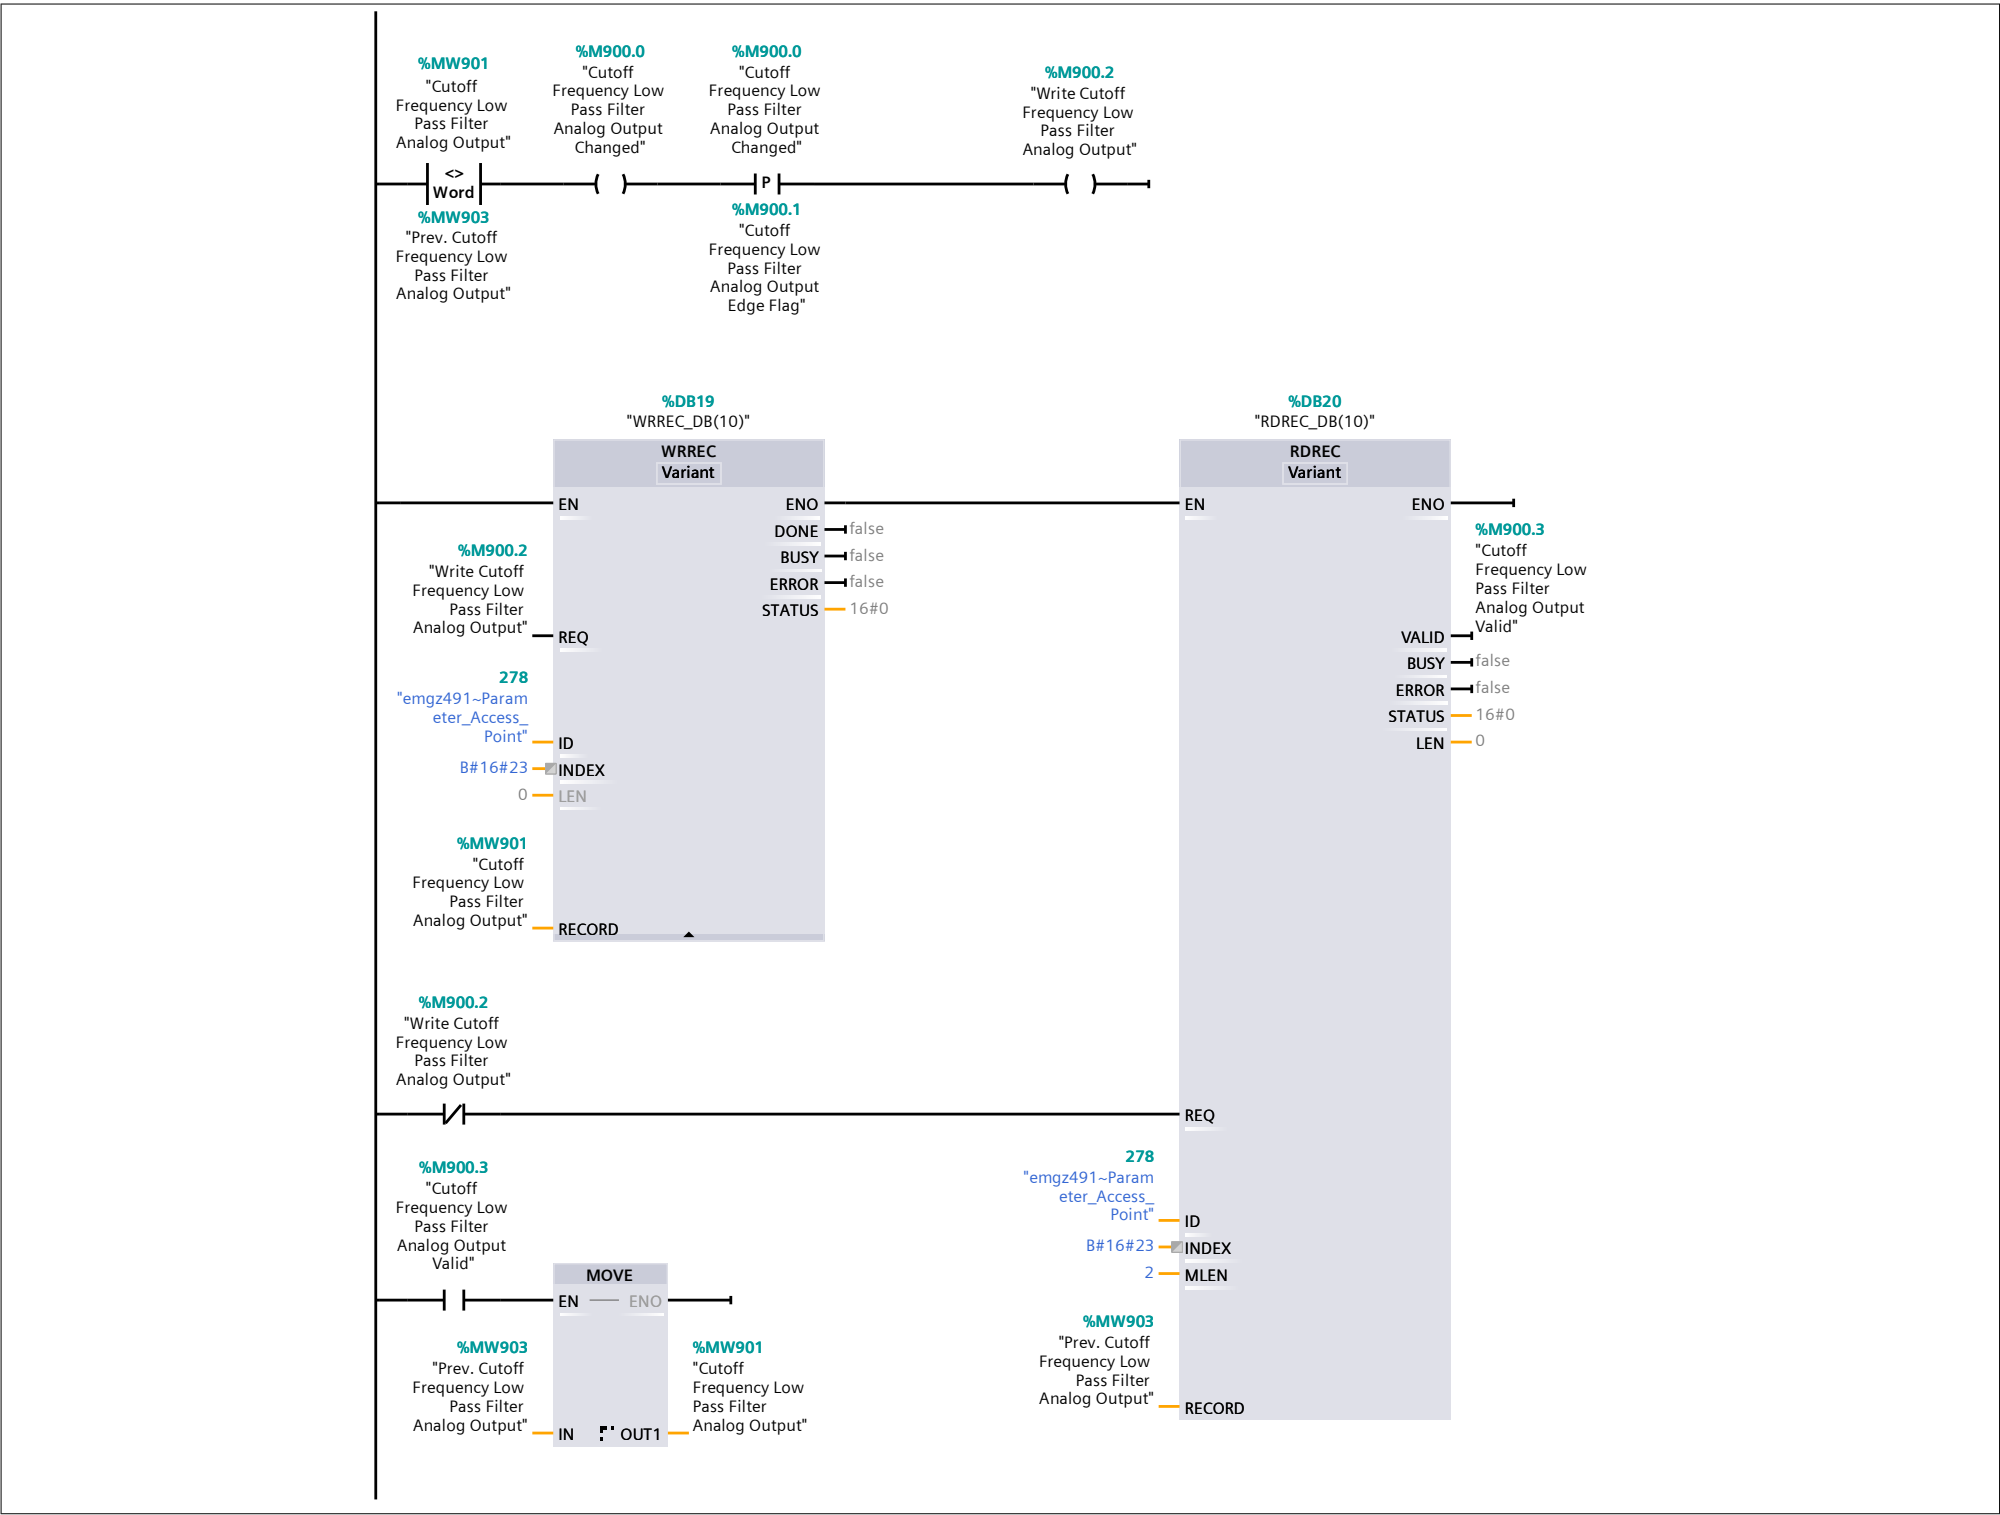 %MW901
"Cutoff
Frequency Low
Pass Filter
Analog Output"
<>
Word
%MW903
"Prev. Cutoff
Frequency Low
Pass Filter
Analog Output"
%M900.0
"Cutoff
Frequency Low
Pass Filter
Analog Output
Changed"
%M900.0
"Cutoff
Frequency Low
Pass Filter
Analog Output
Changed"
P
%M900.1
"Cutoff
Frequency Low
Pass Filter
Analog Output
Edge Flag"
%M900.2
"Write Cutoff
Frequency Low
Pass Filter
Analog Output"
%DB19
"WRREC_DB(10)"
WRREC
Variant
EN
ENO
DONE
false
BUSY
false
ERROR
false
STATUS
16#0
%M900.2
"Write Cutoff
Frequency Low
Pass Filter
Analog Output"
REQ
278
"emgz491~Param
eter_Access_
Point"
ID
B#16#23
INDEX
0
LEN
%MW901
"Cutoff
Frequency Low
Pass Filter
Analog Output"
RECORD
%DB20
"RDREC_DB(10)"
RDREC
Variant
EN
ENO
%M900.3
"Cutoff
Frequency Low
Pass Filter
Analog Output
Valid"
VALID
BUSY
false
ERROR
false
STATUS
16#0
LEN
0
%M900.2
"Write Cutoff
Frequency Low
Pass Filter
Analog Output"
REQ
278
"emgz491~Param
eter_Access_
Point"
ID
B#16#23
INDEX
2
MLEN
%MW903
"Prev. Cutoff
Frequency Low
Pass Filter
Analog Output"
RECORD
%M900.3
"Cutoff
Frequency Low
Pass Filter
Analog Output
Valid"
MOVE
EN
ENO
%MW903
"Prev. Cutoff
Frequency Low
Pass Filter
Analog Output"
IN
OUT1
%MW901
"Cutoff
Frequency Low
Pass Filter
Analog Output"